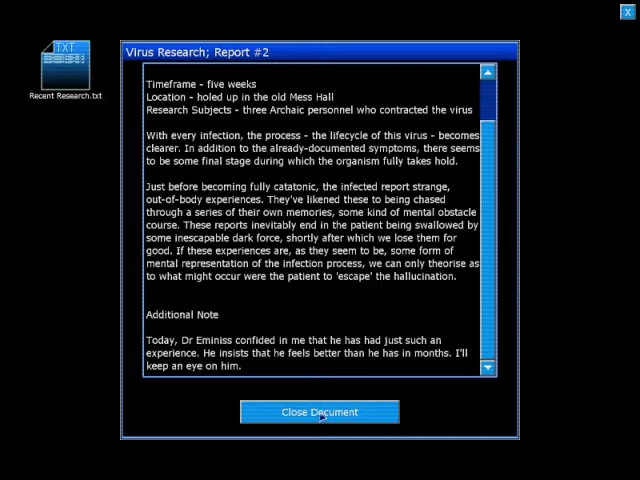 X
Virus Research; Report #2
TXT
Recent Research.txt
Timeframe - five weeks
Location - holed up in the old Mess Hall
Research Subjects - three Archaic personnel who contracted the virus
With every infection, the process - the lifecycle of this virus - becomes
clearer. In addition to the already-documented symptoms, there seems
to be some final stage during which the organism fully takes hold.
Just before becoming fully catatonic, the infected report strange,
out-of-body experiences. They've likened these to being chased
through a series of their own memories, some kind of mental obstacle
course. These reports inevitably end in the patient being swallowed by
some inescapable dark force, shortly after which we lose them for
good. If these experiences are, as they seem to be, some form of
mental representation of the infection process, we can only theorise as
to what might occur were the patient to 'escape' the hallucination.
Additional Note
Today, Dr Eminiss confided in me that he has had just such an
experience. He insists that he feels better than he has in months. I'll
keep an eye on him.
Close Document